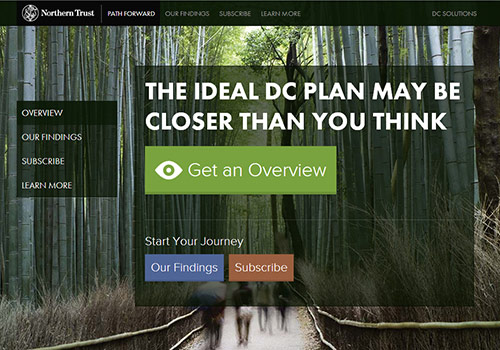 Northern Trust PATH FORWARD OUR FINDINGS SUBSCRIBE LEARN MORE DC SOLUTIONS
OVERVIEW
OUR FINDINGS
SUBSCRIBE
LEARN MORE
THE IDEAL DC PLAN MAY BE
CLOSER THAN YOU THINK
Get an Overview
Start Your Journey
Our Findings Subscribe